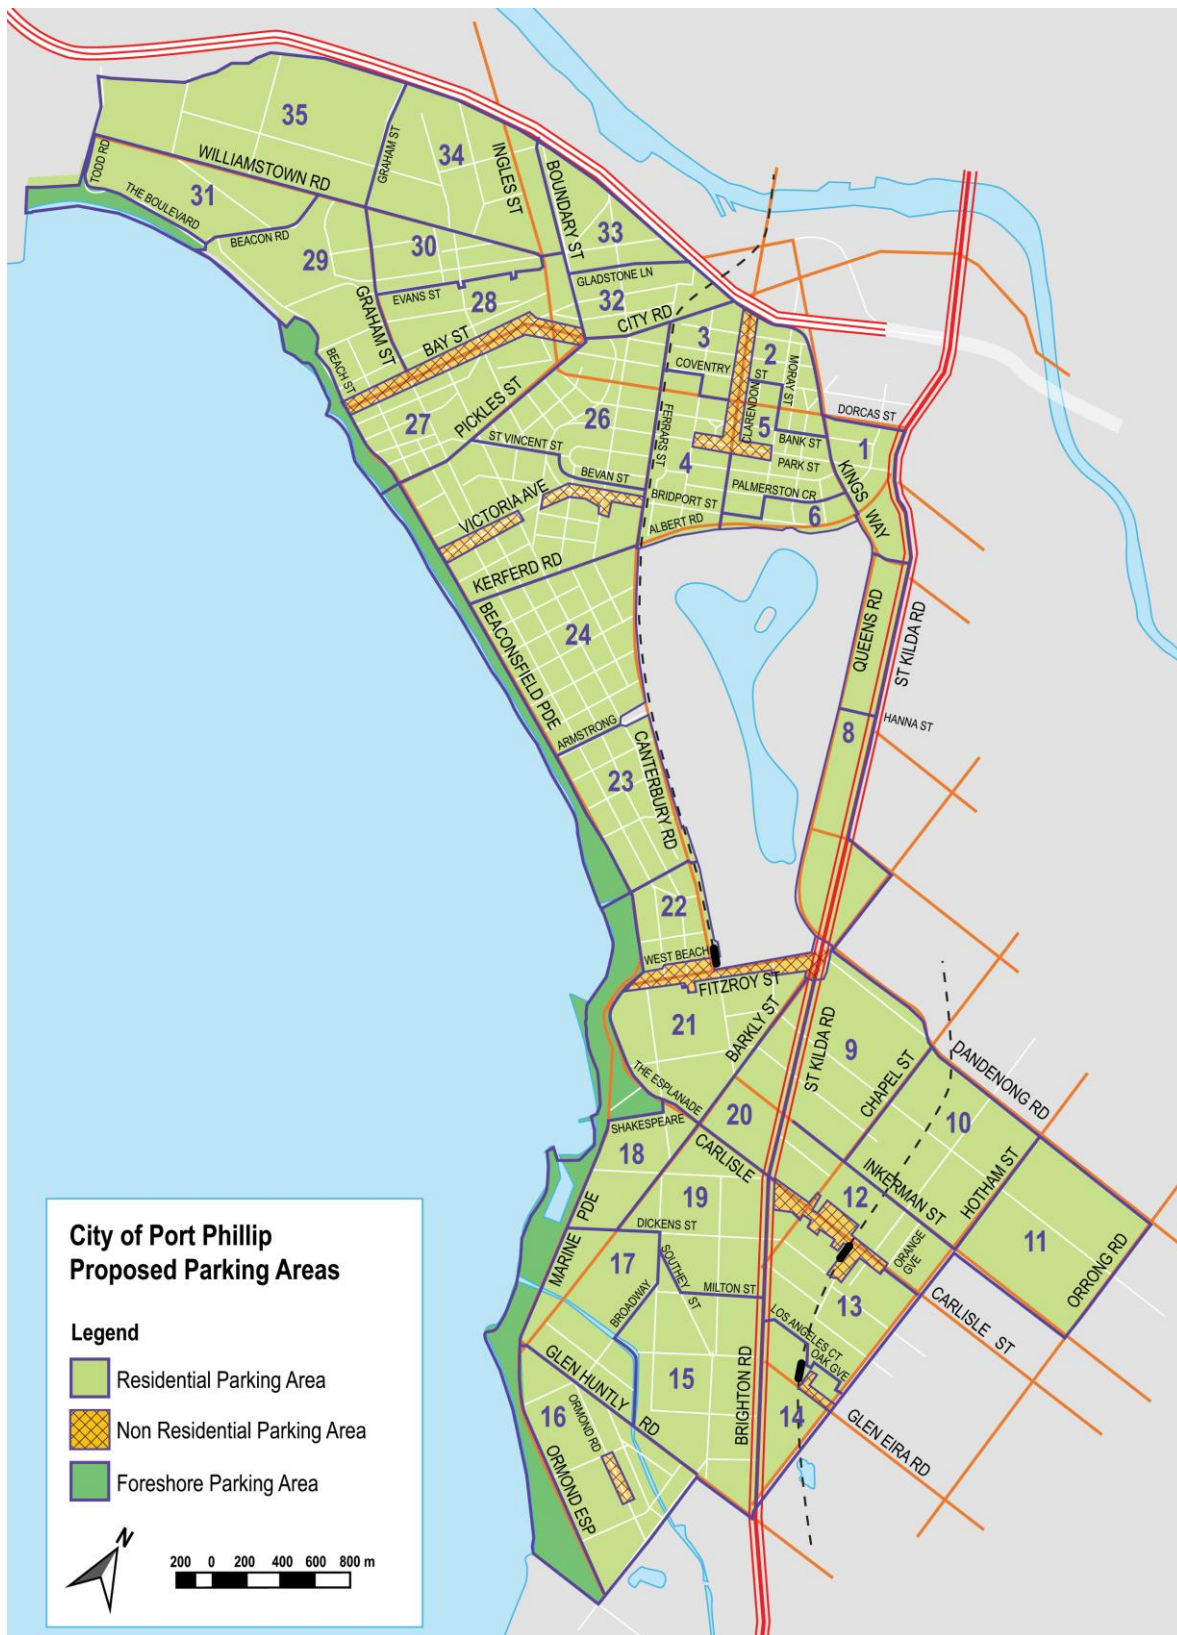 35
GRAHAM ST
34
INGLES ST
WILLIAMSTOWN RD
TODD RD
31
THE BOULEVARD
BEACON RD
BOUNDARY ST
33
29
30
GLADSTONE LN
EVANS ST
28
32
CITY RD
GRAHAM ST
BAY ST
3
2
COVENTRY
ST
MORAY ST
BEACH ST
PICKLES ST
CLARENDON
DORCAS ST
27
26
FERRARS ST
5
BANK ST
1
ST VINCENT ST
4
PARK ST
BEVAN ST
PALMERSTON CR
KINGS WAY
VICTORIA AVE
BRIDPORT ST
6
ALBERT RD
KERFERD RD
QUEENS RD
ST KILDA RD
BEACONSFIELD PDE
24
ARMSTRONG
HANNA ST
8
23
CANTERBURY RD
22
WEST BEACH
FITZROY ST
21
BARKLY ST
ST KILDA RD
9
CHAPEL ST
DANDENONG RD
THE ESPLANADE
20
10
SHAKESPEARE
18
CARLISLE
INKERMAN ST
HOTHAM ST
19
12
MARINE PDE
DICKENS ST
ORANGE
GVE
11
ORRONG RD
17
SOUTHEY ST
MILTON ST
13
CARLISLE ST
BROADWAY
LOS ANGELES CT
OAK GVE
GLEN HUNTLY RD
15
BRIGHTON RD
14
16
ORMOND RD
GLEN EIRA RD
ORMOND ESP
City of Port Phillip
Proposed Parking Areas
Legend
Residential Parking Area
Non Residential Parking Area
Foreshore Parking Area
N
200 0 200 400 600 800 m